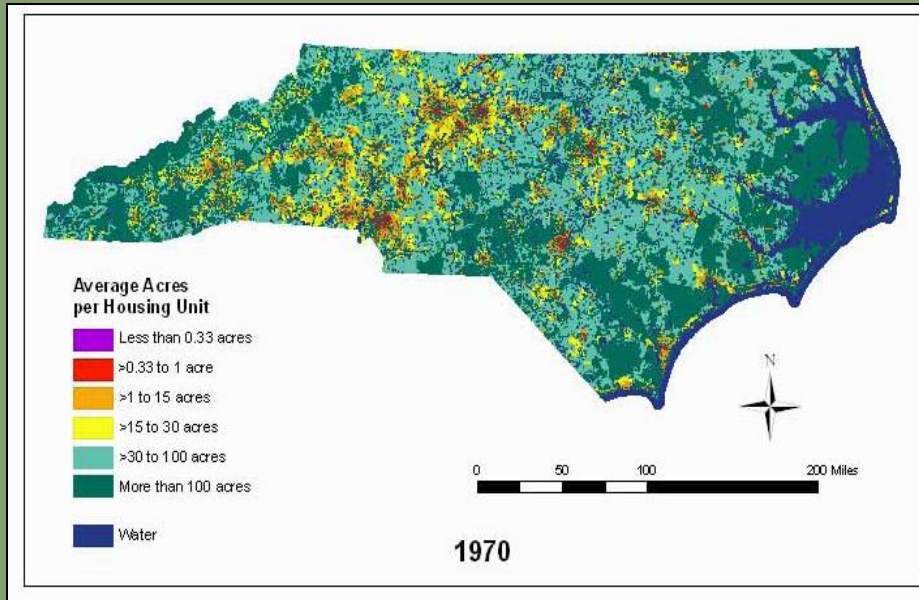 Average Acres
per Housing Unit
Less than 0.33 acres
>0.33 to 1 acre
>1 to 15 acres
>15 to 30 acres
>30 to 100 acres
More than 100 acres
Water
N
0 50 100 200 Miles
1970